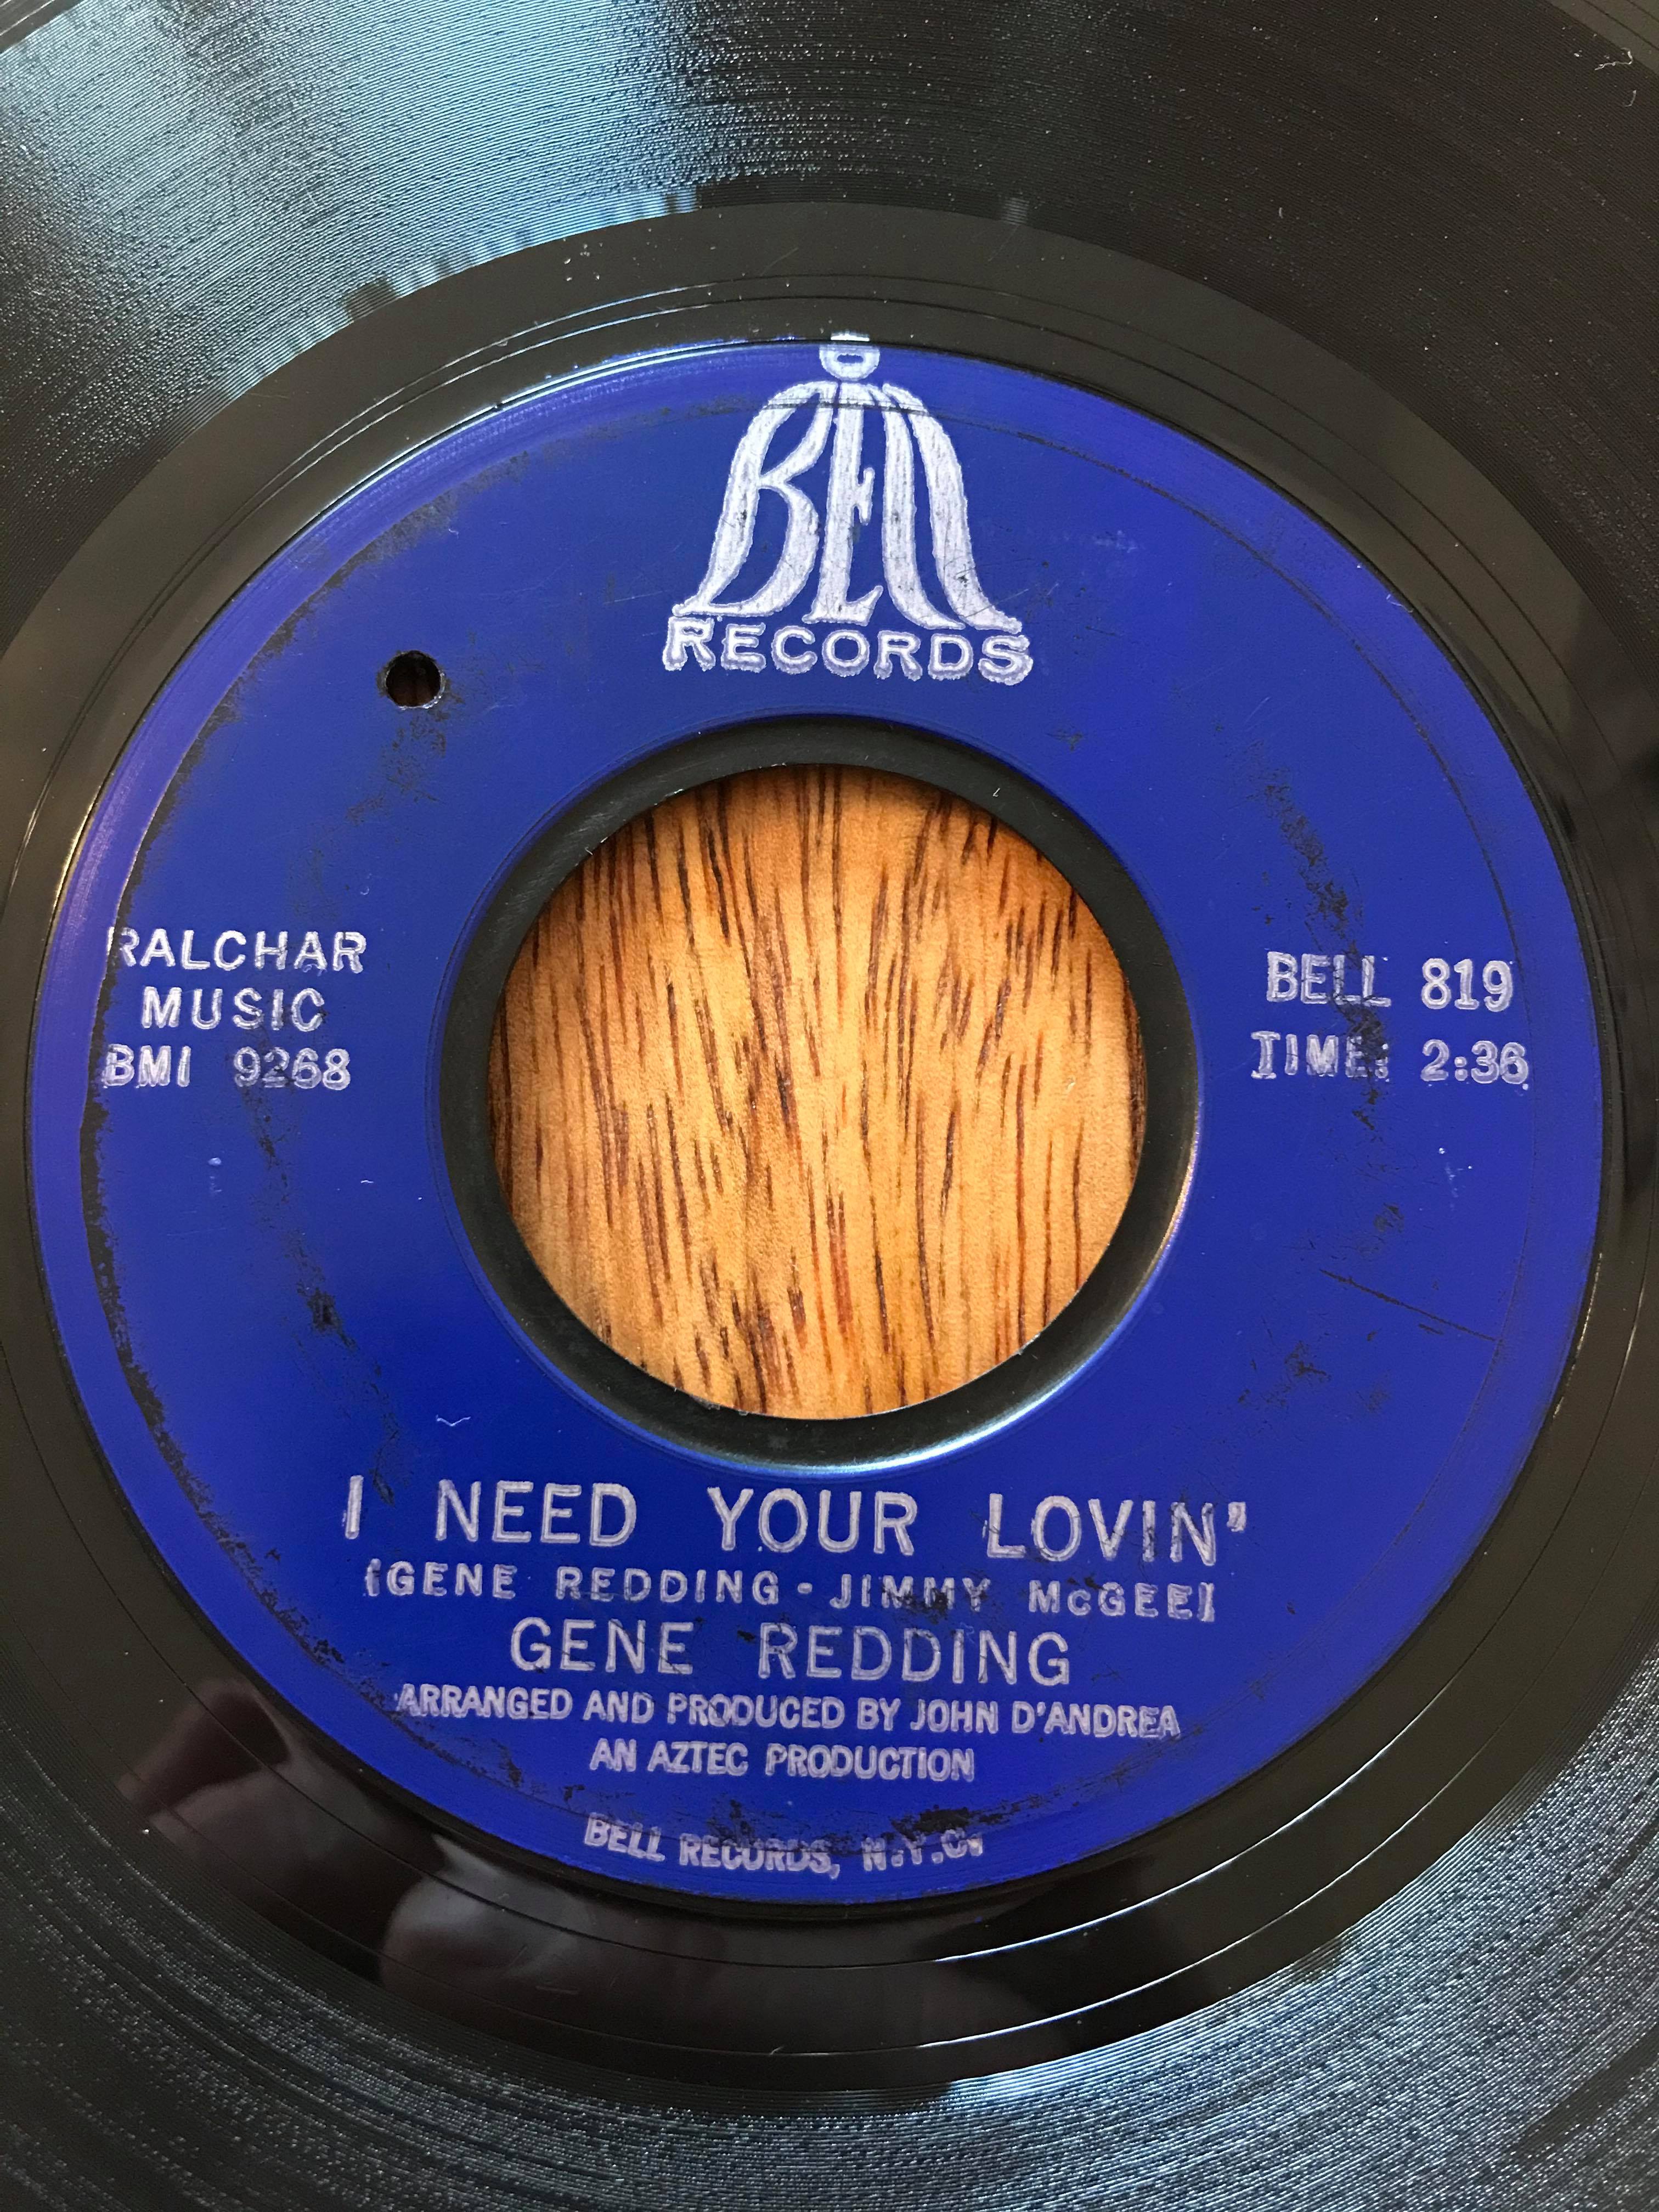 BELL
RECORDS
RALCHAR
MUSIC
BMI 9268
BELL 819
TIME: 2:36
I NEED YOUR LOVIN'
(GENE REDDING - JIMMY McGEE)
GENE REDDING
ARRANGED AND PRODUCED BY JOHN D'ANDREA
AN AZTEC PRODUCTION
BELL RECORDS, N.Y.C.